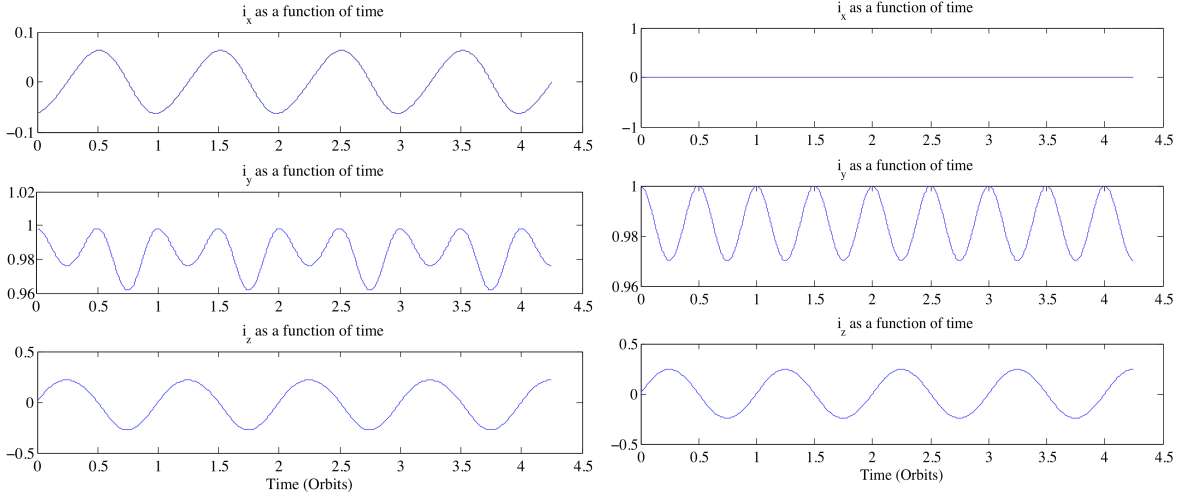 i_x as a function of time
0.1
0
−0.1
0 0.5 1 1.5 2 2.5 3 3.5 4 4.5
i_y as a function of time
1.02
1
0.98
0.96
0 0.5 1 1.5 2 2.5 3 3.5 4 4.5
i_z as a function of time
0.5
0
−0.5
0 0.5 1 1.5 2 2.5 3 3.5 4 4.5
Time (Orbits)
i_x as a function of time
1
0
−1
0 0.5 1 1.5 2 2.5 3 3.5 4 4.5
i_y as a function of time
1
0.98
0.96
0 0.5 1 1.5 2 2.5 3 3.5 4 4.5
i_z as a function of time
0.5
0
−0.5
0 0.5 1 1.5 2 2.5 3 3.5 4 4.5
Time (Orbits)